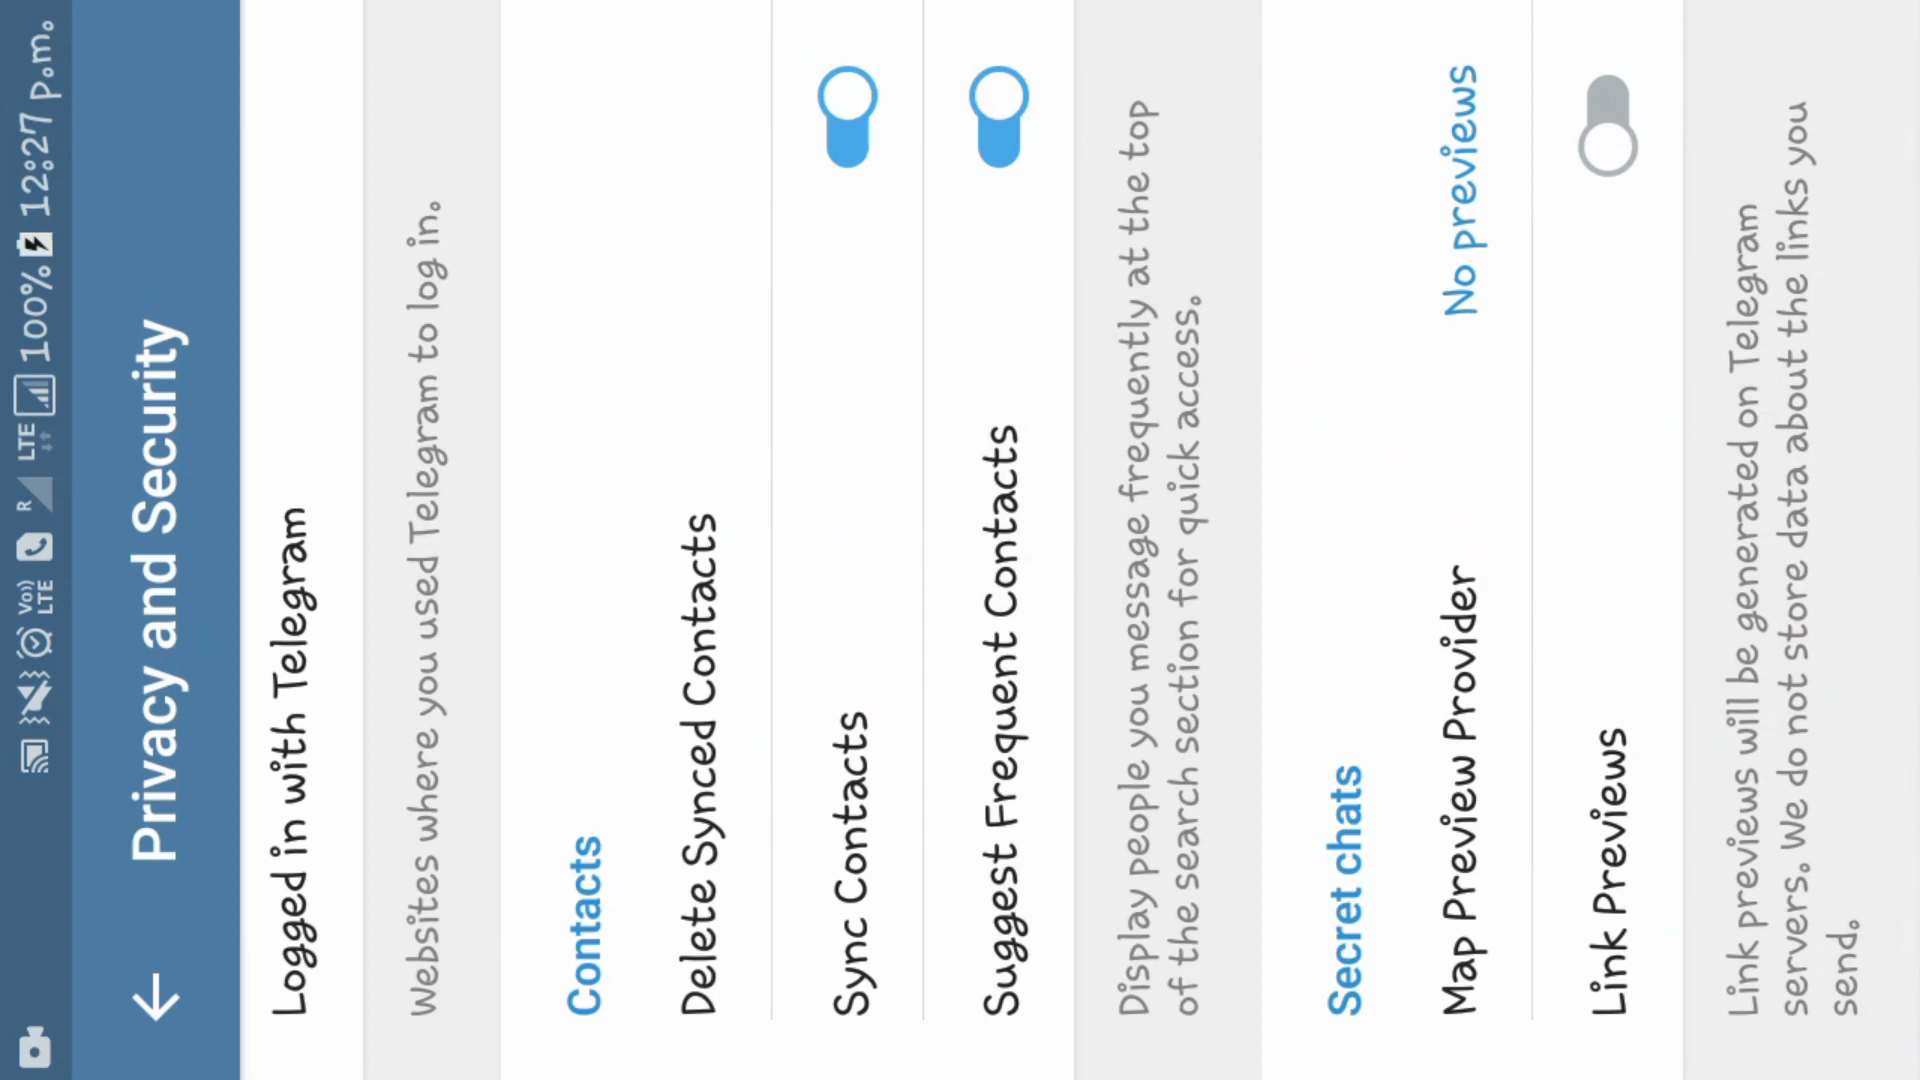 R LTE Vo)) LTE 100% 12:27 p.m.
Privacy and Security
Logged in with Telegram
Websites where you used Telegram to log in.
Contacts
Delete Synced Contacts
Sync Contacts
Suggest Frequent Contacts
Display people you message frequently at the top
of the search section for quick access.
Secret chats
Map Preview Provider No previews
Link Previews
Link previews will be generated on Telegram
servers. We do not store data about the links you
send.